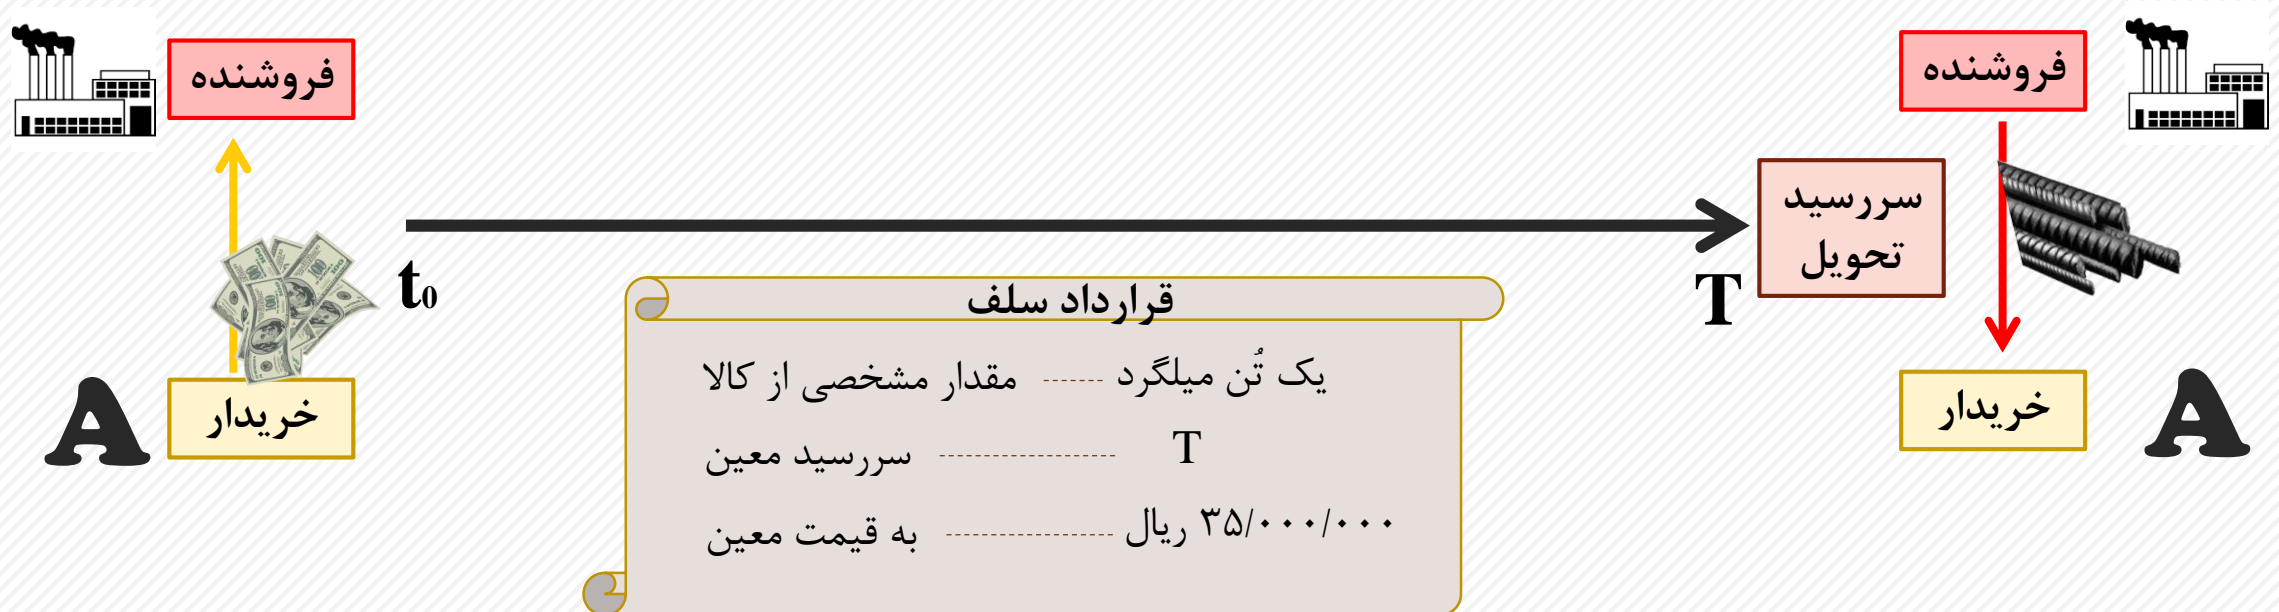 فروشنده
فروشنده
سررسید
تحویل
t₀
T
قرارداد سلف
یک تُن میلگرد ------- مقدار مشخصی از کالا
T ------------------- سررسید معین
۳۵/۰۰۰/۰۰۰ ریال ------------------- به قیمت معین
A
خریدار
خریدار
A